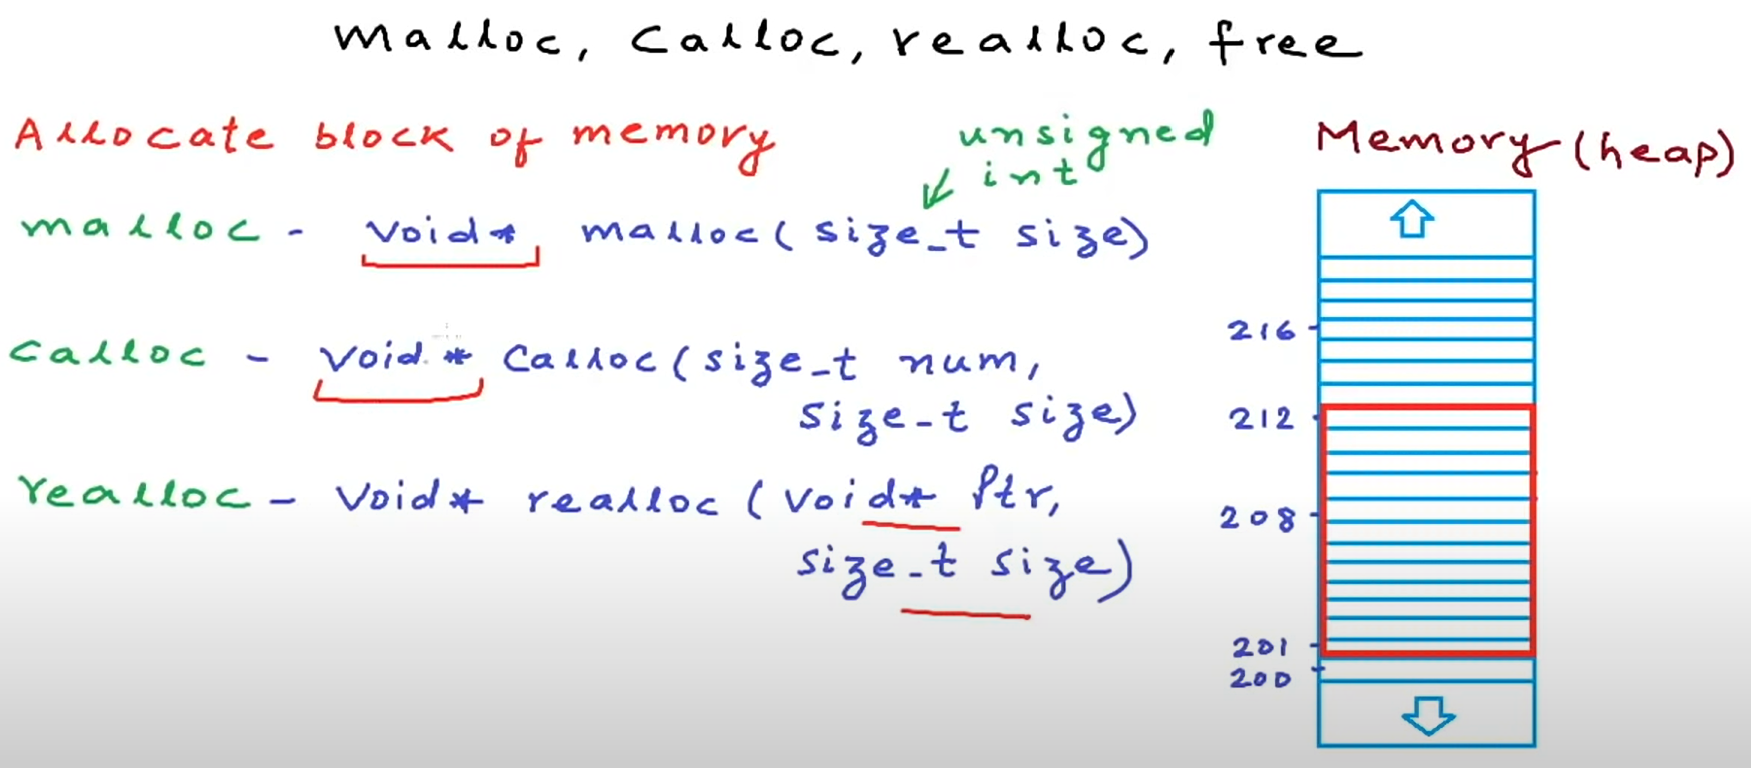 malloc, calloc, realloc, free
Allocate block of memory
unsigned
int
malloc - void* malloc(size_t size)
calloc - void* calloc(size_t num,
size_t size)
realloc - void* realloc(void* Ptr,
size_t size)
Memory(heap)
216
212
208
201
200